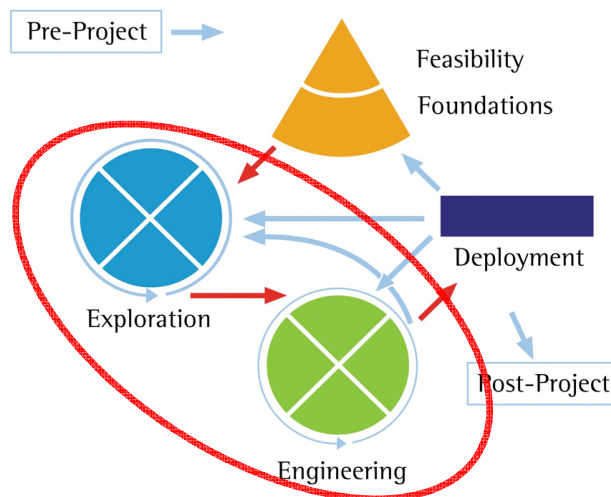 Pre-Project
Feasibility
Foundations
Deployment
Exploration
Post-Project
Engineering